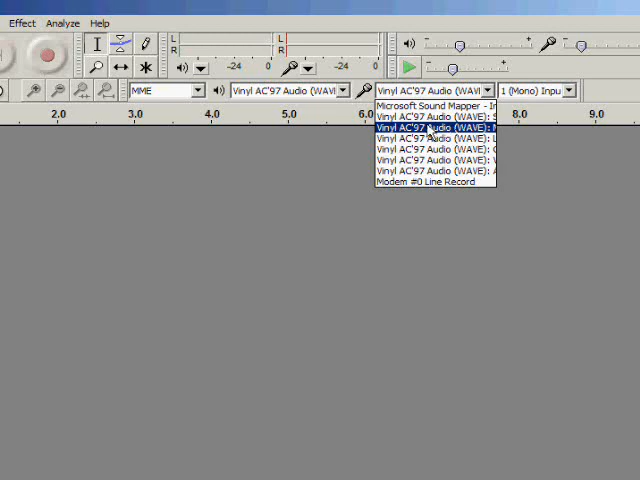 Effect Analyze Help
L
R
-24 0
L
R
-24 0
MME
Vinyl AC'97 Audio (WAVE
Vinyl AC'97 Audio (WAVE
1 (Mono) Inpu
2.0 3.0 4.0 5.0 6.0 8.0 9.0
Microsoft Sound Mapper - In
Vinyl AC'97 Audio (WAVE): S
Vinyl AC'97 Audio (WAVE): M
Vinyl AC'97 Audio (WAVE): L
Vinyl AC'97 Audio (WAVE): C
Vinyl AC'97 Audio (WAVE): V
Vinyl AC'97 Audio (WAVE): A
Modem #0 Line Record